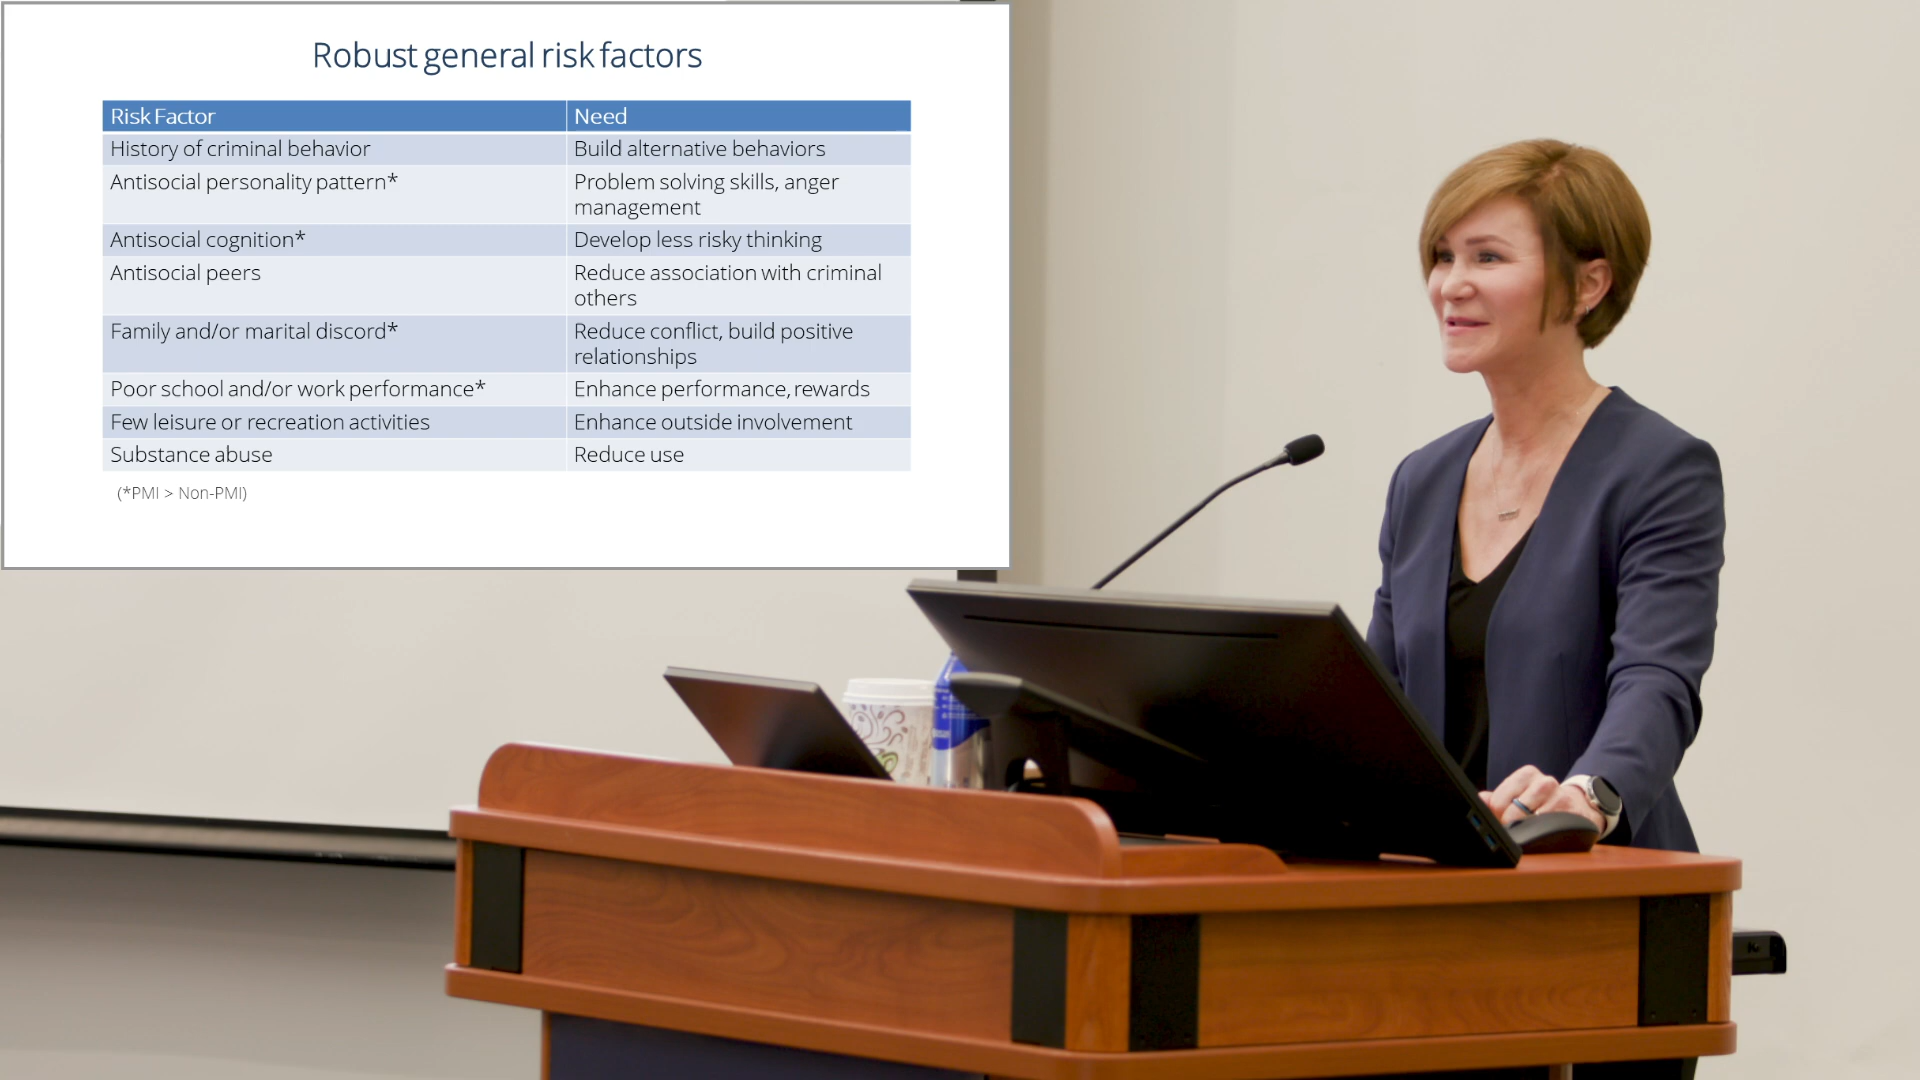 Robust general risk factors
Risk Factor Need
History of criminal behavior Build alternative behaviors
Antisocial personality pattern* Problem solving skills, anger
management
Antisocial cognition* Develop less risky thinking
Antisocial peers Reduce association with criminal
others
Family and/or marital discord* Reduce conflict, build positive
relationships
Poor school and/or work performance* Enhance performance, rewards
Few leisure or recreation activities Enhance outside involvement
Substance abuse Reduce use
(*PMI > Non-PMI)